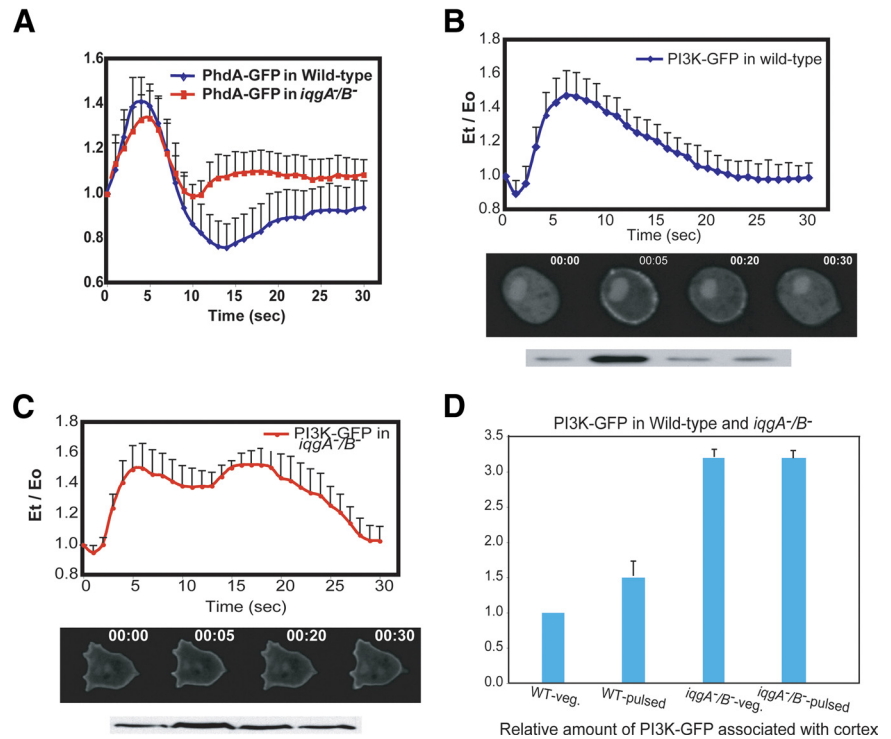 A
1.6
1.4
1.2
1.0
0.8
0.6
PhdA-GFP in Wild-type
PhdA-GFP in iqgA-/B-
0 5 10 15 20 25 30
Time (sec)
B
Et / Eo
1.8
1.6
1.4
1.2
1.0
0.8
PI3K-GFP in wild-type
0 5 10 15 20 25 30
Time (sec)
00:00 00:05 00:20 00:30
C
Et / Eo
1.8
1.6
1.4
1.2
1.0
0.8
PI3K-GFP in
iqgA-/B-
0 5 10 15 20 25 30
Time (sec)
00:00 00:05 00:20 00:30
D
PI3K-GFP in Wild-type and iqgA-/B-
3.5
3.0
2.5
2.0
1.5
1.0
0.5
0.0
WT-veg. WT-pulsed iqgA-/B-veg. iqgA-/B-pulsed
Relative amount of PI3K-GFP associated with cortex